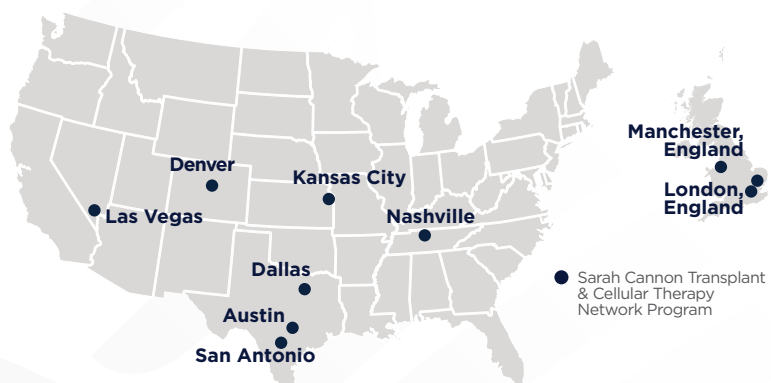 Manchester,
England
Denver
Kansas City
London,
England
Las Vegas
Nashville
Dallas
Sarah Cannon Transplant
& Cellular Therapy
Network Program
Austin
San Antonio